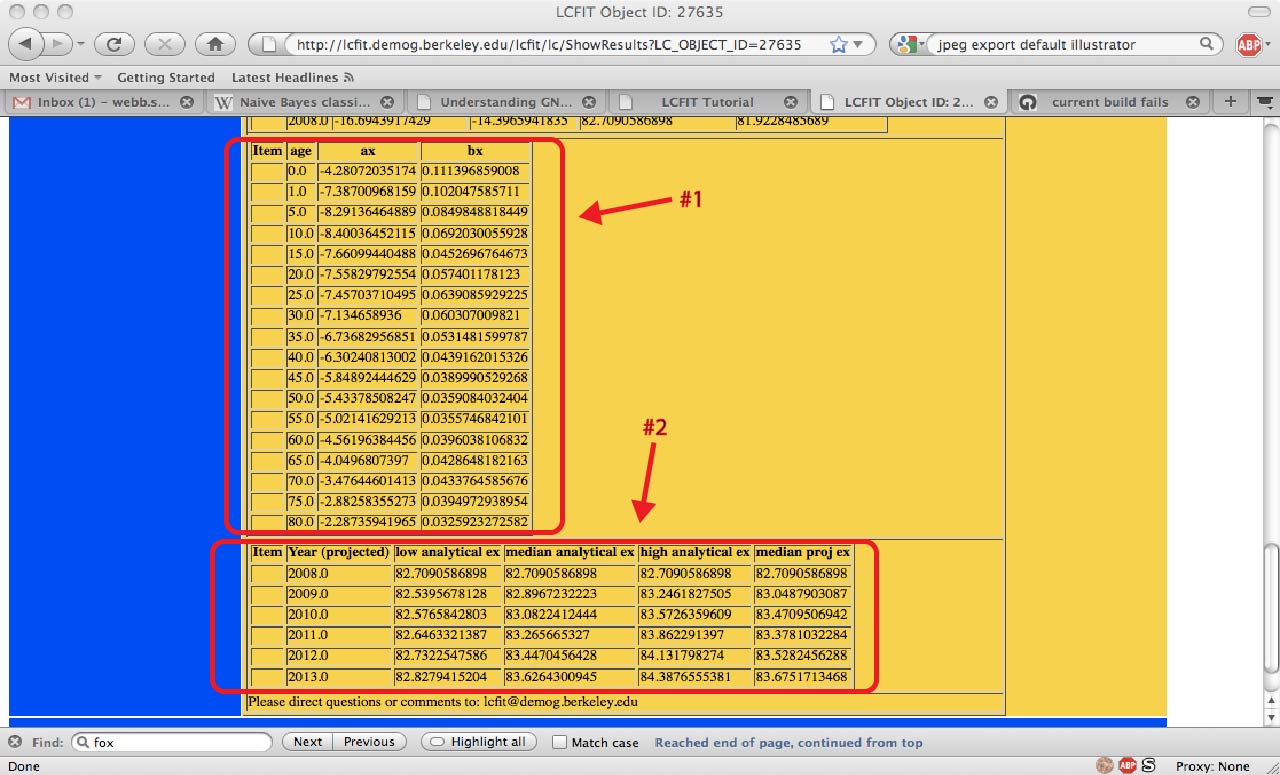 LCFIT Object ID: 27635
http://lcfit.demog.berkeley.edu/lcfit/lc/ShowResults?LC_OBJECT_ID=27635 jpeg export default illustrator ABP
Most Visited Getting Started Latest Headlines
Inbox (1) – webb.s... Naive Bayes classi... Understanding GN... LCFIT Tutorial LCFIT Object ID: 2... current build fails
2008.0 -16.6943917429 -14.3965941835 82.7090586898 81.9228485689
Item age ax bx
0.0 -4.28072035174 0.111396859008
1.0 -7.38700968159 0.102047585711
5.0 -8.29136464889 0.0849848818449
10.0 -8.40036452115 0.0692030055928
15.0 -7.66099440488 0.0452696764673
20.0 -7.55829792554 0.057401178123
25.0 -7.45703710495 0.0639085929225
30.0 -7.134658936 0.060307009821
35.0 -6.73682956851 0.0531481599787
40.0 -6.30240813002 0.0439162015326
45.0 -5.84892444629 0.0389990529268
50.0 -5.43378508247 0.0359084032404
55.0 -5.02141629213 0.0355746842101
60.0 -4.56196384456 0.0396038106832
65.0 -4.0496807397 0.0428648182163
70.0 -3.47644601413 0.0433764585676
75.0 -2.88258355273 0.0394972938954
80.0 -2.28735941965 0.0325923272582
#1
#2
Item Year (projected) low analytical ex median analytical ex high analytical ex median proj ex
2008.0 82.7090586898 82.7090586898 82.7090586898 82.7090586898
2009.0 82.5395678128 82.8967232223 83.2461827505 83.0487903087
2010.0 82.5765842803 83.0822412444 83.5726359609 83.4709506942
2011.0 82.6463321387 83.265665327 83.862291397 83.3781032284
2012.0 82.7322547586 83.4470456428 84.131798274 83.5282456288
2013.0 82.8279415204 83.6264300945 84.3876555381 83.6751713468
Please direct questions or comments to: lcfit@demog.berkeley.edu
Find: fox Next Previous Highlight all Match case Reached end of page, continued from top
Done ABP S Proxy: None